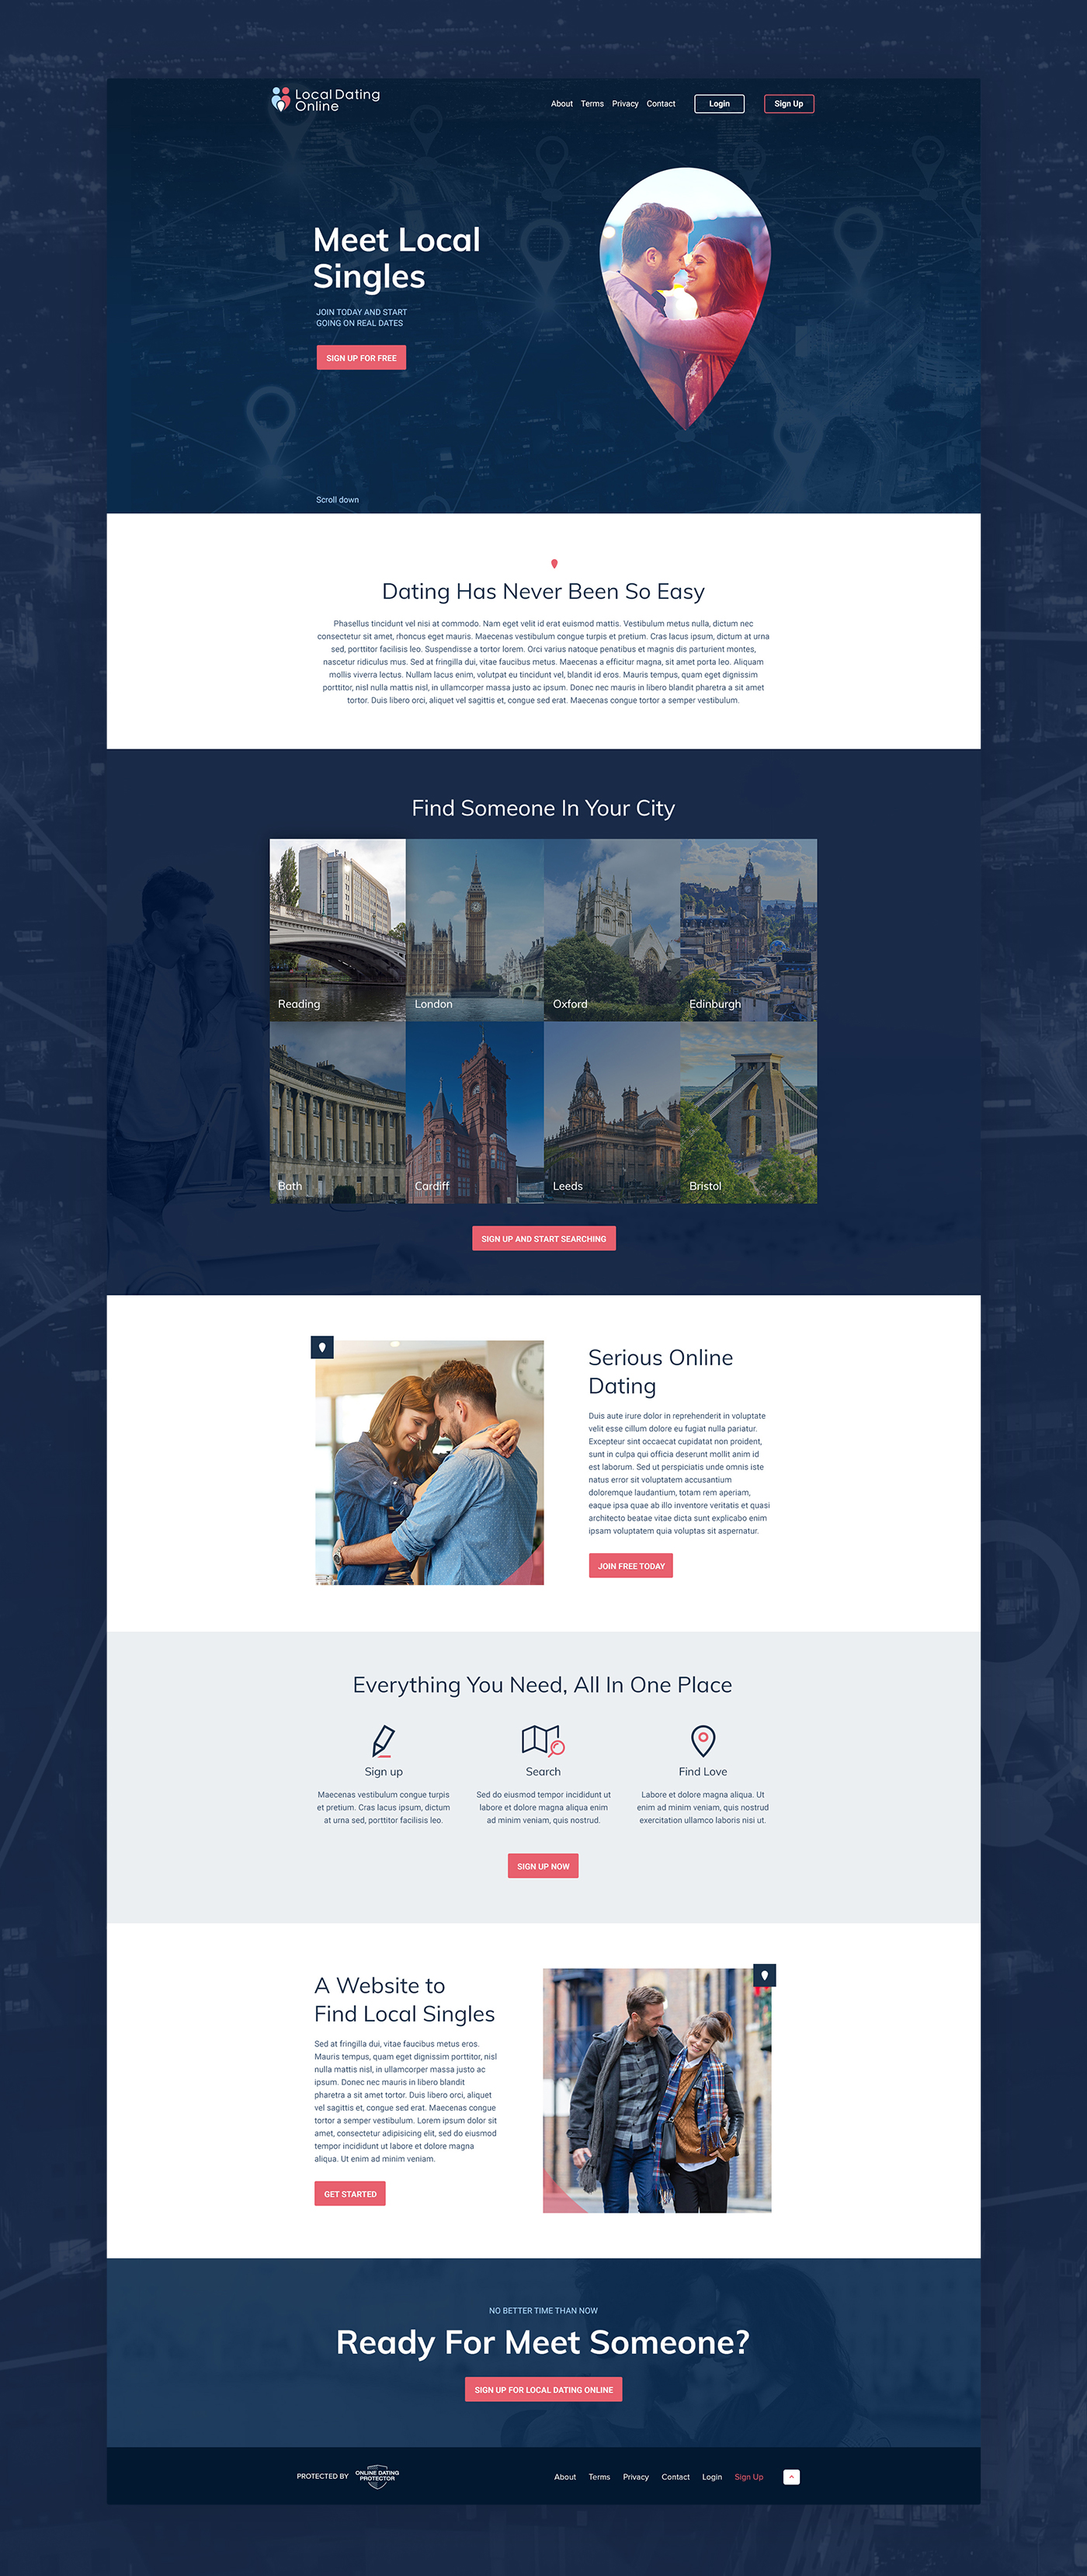 Local Dating
Online
About Terms Privacy Contact Login Sign Up
Meet Local
Singles
JOIN TODAY AND START
GOING ON REAL DATES
SIGN UP FOR FREE
Scroll down
Dating Has Never Been So Easy
Phasellus tincidunt vel nisi at commodo. Nam eget velit id erat euismod mattis. Vestibulum metus nulla, dictum nec
consectetur sit amet, rhoncus eget mauris. Maecenas vestibulum congue turpis et pretium. Cras lacus ipsum, dictum at urna
sed, porttitor facilisis leo. Suspendisse a tortor lorem. Orci varius natoque penatibus et magnis dis parturient montes,
nascetur ridiculus mus. Sed at fringilla dui, vitae faucibus metus. Maecenas a efficitur magna, sit amet porta leo. Aliquam
mollis viverra lectus. Nullam lacus enim, volutpat eu tincidunt vel, blandit id eros. Mauris tempus, quam eget dignissim
porttitor, nisl nulla mattis nisl, in ullamcorper massa justo ac ipsum. Donec nec mauris in libero blandit pharetra a sit amet
tortor. Duis libero orci, aliquet vel sagittis et, congue sed erat. Maecenas congue tortor a semper vestibulum.
Find Someone In Your City
Reading
London
Oxford
Edinburgh
Bath
Cardiff
Leeds
Bristol
SIGN UP AND START SEARCHING
Serious Online
Dating
Duis aute irure dolor in reprehenderit in voluptate
velit esse cillum dolore eu fugiat nulla pariatur.
Excepteur sint occaecat cupidatat non proident,
sunt in culpa qui officia deserunt mollit anim id
est laborum. Sed ut perspiciatis unde omnis iste
natus error sit voluptatem accusantium
doloremque laudantium, totam rem aperiam,
eaque ipsa quae ab illo inventore veritatis et quasi
architecto beatae vitae dicta sunt explicabo enim
ipsam voluptatem quia voluptas sit aspernatur.
JOIN FREE TODAY
Everything You Need, All In One Place
Sign up
Maecenas vestibulum congue turpis
et pretium. Cras lacus ipsum, dictum
at urna sed, porttitor facilisis leo.
Search
Sed do eiusmod tempor incididunt ut
labore et dolore magna aliqua enim
ad minim veniam, quis nostrud.
Find Love
Labore et dolore magna aliqua. Ut
enim ad minim veniam, quis nostrud
exercitation ullamco laboris nisi ut.
SIGN UP NOW
A Website to
Find Local Singles
Sed at fringilla dui, vitae faucibus metus eros.
Mauris tempus, quam eget dignissim porttitor, nisl
nulla mattis nisl, in ullamcorper massa justo ac
ipsum. Donec nec mauris in libero blandit
pharetra a sit amet tortor. Duis libero orci, aliquet
vel sagittis et, congue sed erat. Maecenas congue
tortor a semper vestibulum. Lorem ipsum dolor sit
amet, consectetur adipisicing elit, sed do eiusmod
tempor incididunt ut labore et dolore magna
aliqua. Ut enim ad minim veniam.
GET STARTED
NO BETTER TIME THAN NOW
Ready For Meet Someone?
SIGN UP FOR LOCAL DATING ONLINE
PROTECTED BY
ONLINE DATING
PROTECTOR
About Terms Privacy Contact Login Sign Up